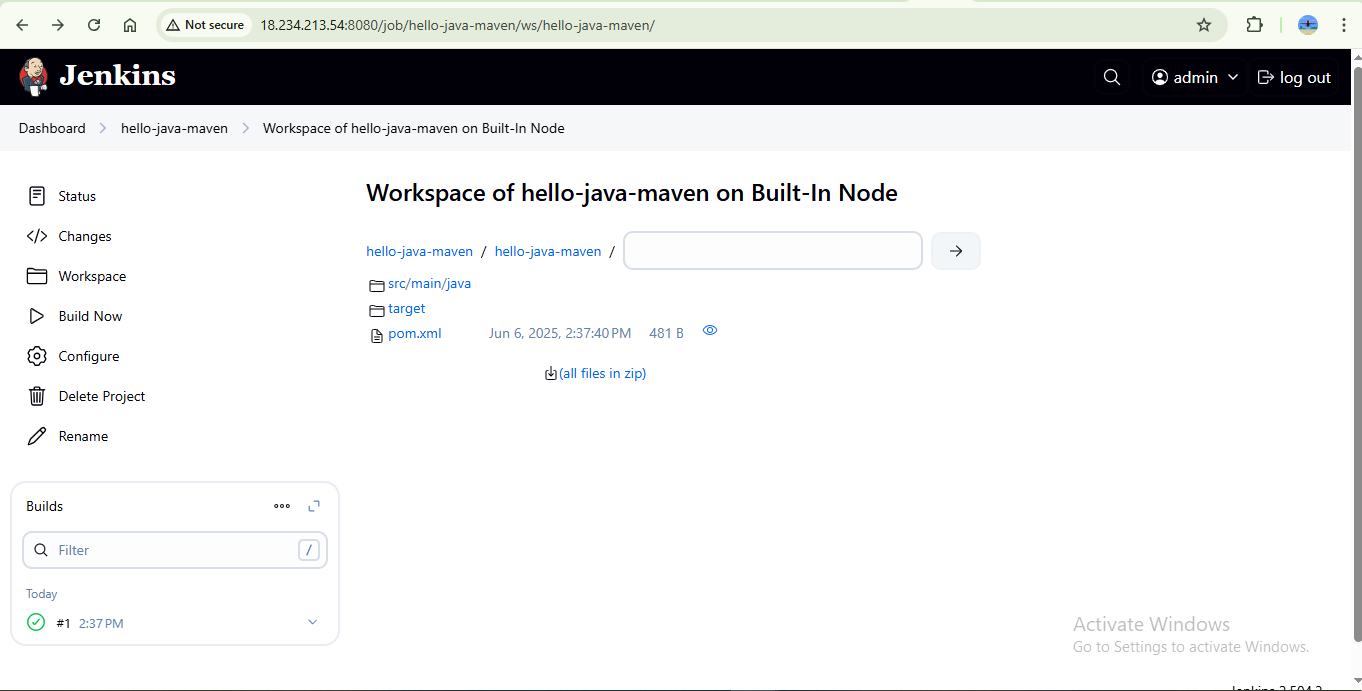 Not secure 18.234.213.54:8080/job/hello-java-maven/ws/hello-java-maven/
Jenkins admin log out
Dashboard hello-java-maven Workspace of hello-java-maven on Built-In Node
Status
Changes
Workspace
Build Now
Configure
Delete Project
Rename
Builds
Filter /
Today
#1 2:37 PM
Workspace of hello-java-maven on Built-In Node
hello-java-maven / hello-java-maven /
src/main/java
target
pom.xml Jun 6, 2025, 2:37:40 PM 481 B
(all files in zip)
Activate Windows
Go to Settings to activate Windows.